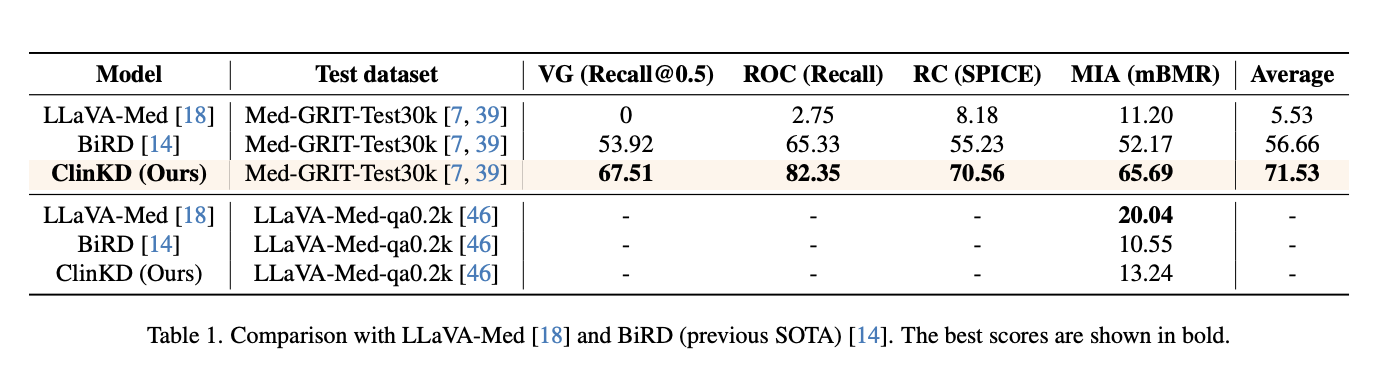 Model Test dataset VG (Recall@0.5) ROC (Recall) RC (SPICE) MIA (mBMR) Average
LLaVA-Med [18] Med-GRIT-Test30k [7, 39] 0 2.75 8.18 11.20 5.53
BiRD [14] Med-GRIT-Test30k [7, 39] 53.92 65.33 55.23 52.17 56.66
ClinKD (Ours) Med-GRIT-Test30k [7, 39] 67.51 82.35 70.56 65.69 71.53
LLaVA-Med [18] LLaVA-Med-qa0.2k [46] - - - 20.04 -
BiRD [14] LLaVA-Med-qa0.2k [46] - - - 10.55 -
ClinKD (Ours) LLaVA-Med-qa0.2k [46] - - - 13.24 -
Table 1. Comparison with LLaVA-Med [18] and BiRD (previous SOTA) [14]. The best scores are shown in bold.